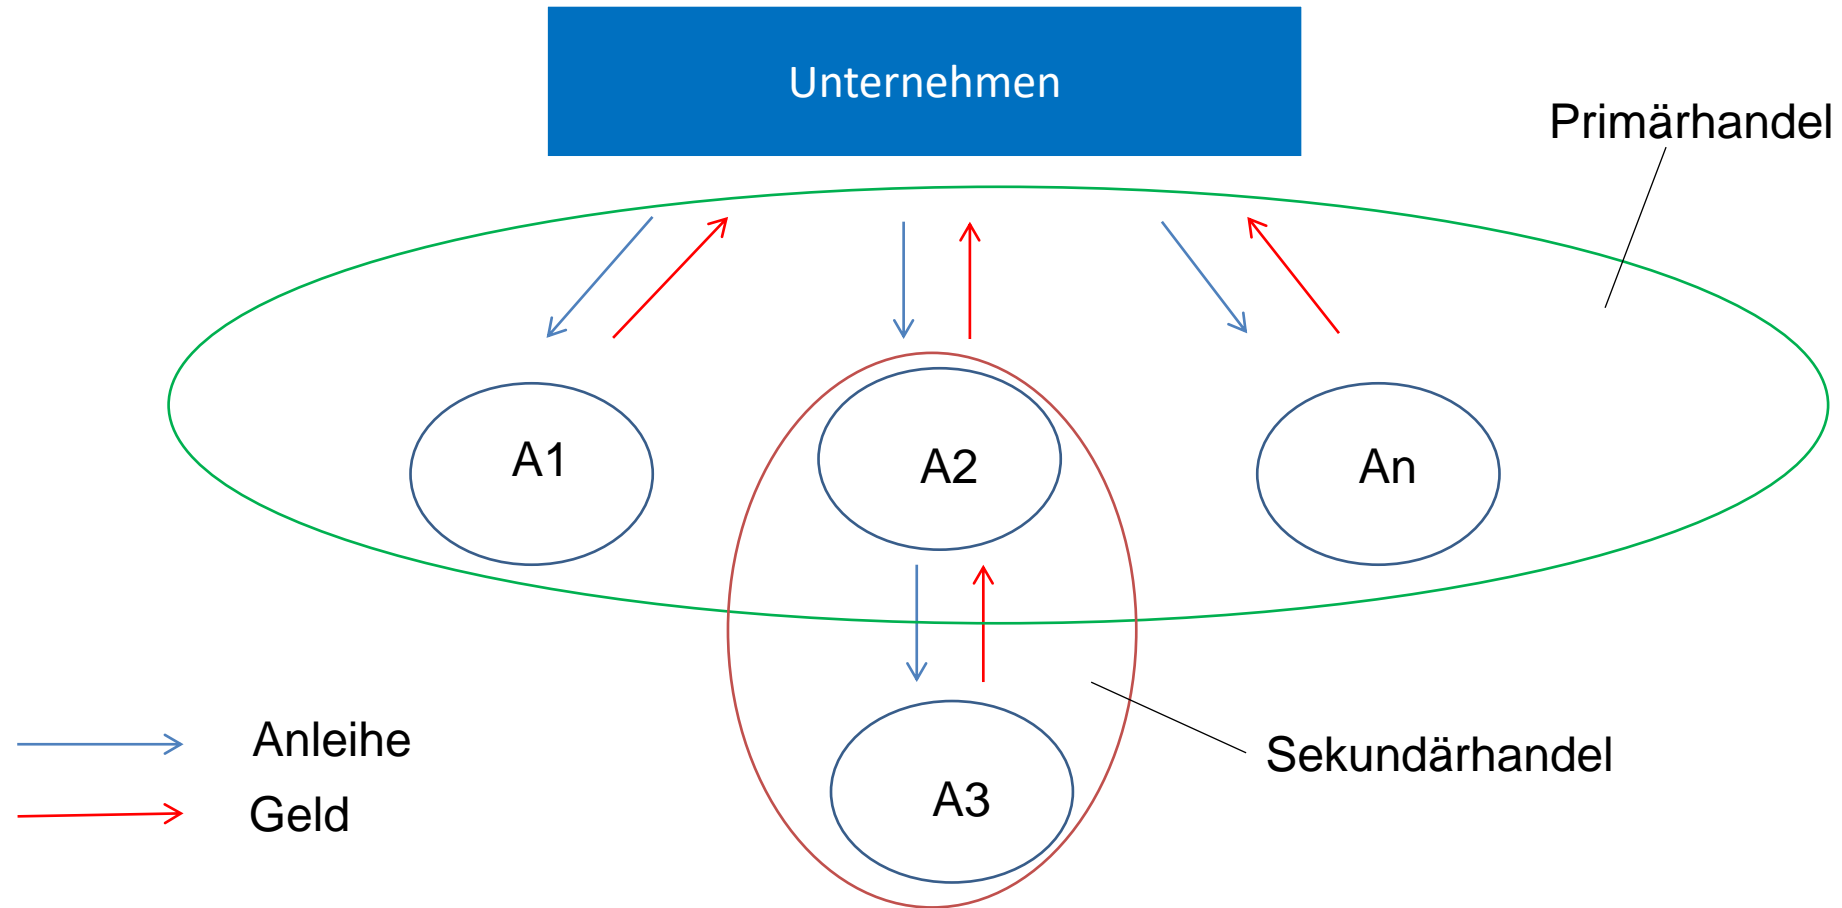 Unternehmen
Primärhandel
A1
A2
An
Anleihe
Sekundärhandel
A3
Geld